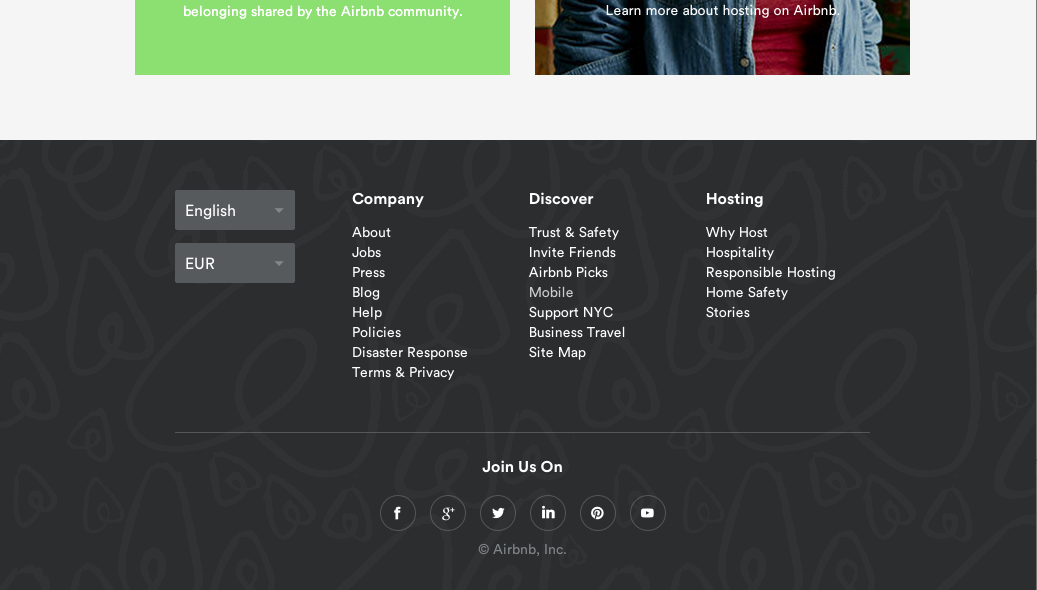 belonging shared by the Airbnb community.
Learn more about hosting on Airbnb.
English
EUR
Company
About
Jobs
Press
Blog
Help
Policies
Disaster Response
Terms & Privacy
Discover
Trust & Safety
Invite Friends
Airbnb Picks
Mobile
Support NYC
Business Travel
Site Map
Hosting
Why Host
Hospitality
Responsible Hosting
Home Safety
Stories
Join Us On
© Airbnb, Inc.